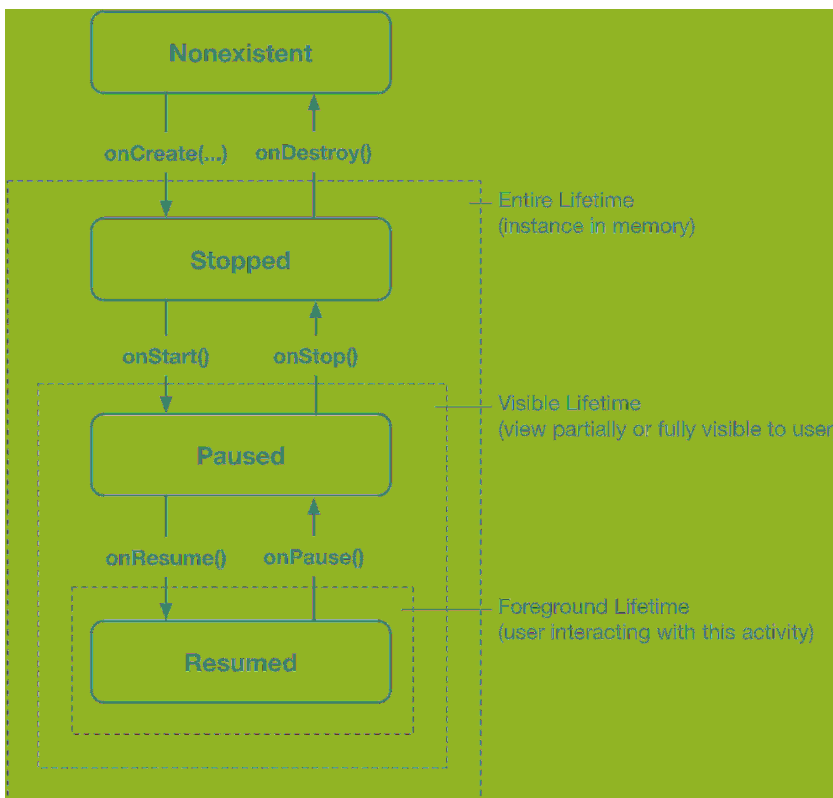 Nonexistent
onCreate(...) onDestroy()
Entire Lifetime
(instance in memory)
Stopped
onStart() onStop()
Visible Lifetime
(view partially or fully visible to user
Paused
onResume() onPause()
Foreground Lifetime
(user interacting with this activity)
Resumed